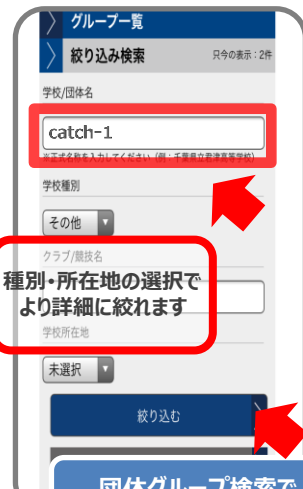 グループ一覧
絞り込み検索 只今の表示：2件
学校/団体名
catch-1
※正式名称を入力してください（例：千葉県立君津高等学校）
学校種別
その他
クラブ/競技名
種別・所在地の選択で
より詳細に絞れます
学校所在地
未選択
絞り込む
団体グループ検索で